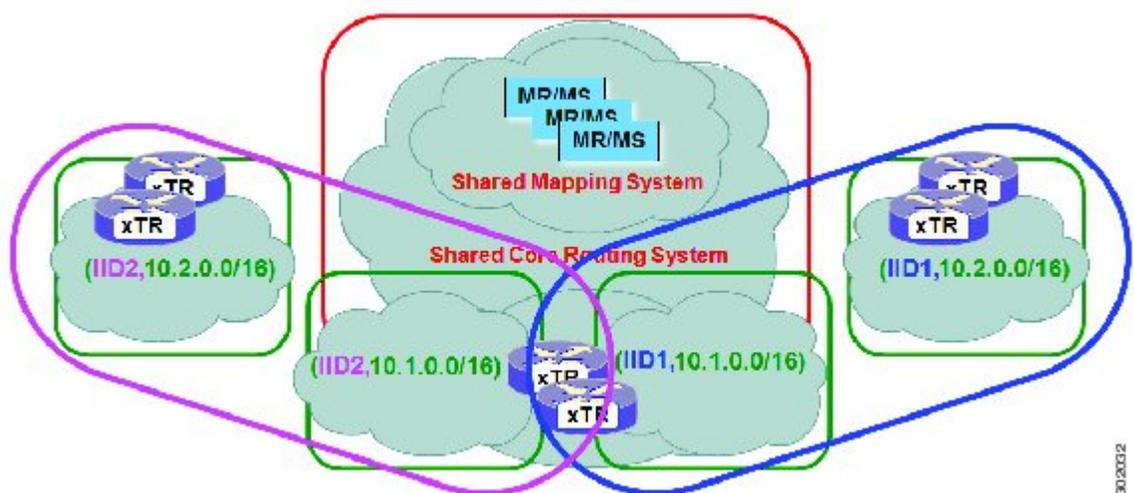 MR/MS
MR/MS
MR/MS
Shared Mapping System
xTR
xTR
xTR
xTR
Shared Core Routing System
(IID2,10.2.0.0/16)
(IID1,10.2.0.0/16)
(IID2,10.1.0.0/16)
xTR
(IID1,10.1.0.0/16)
xTR
302032